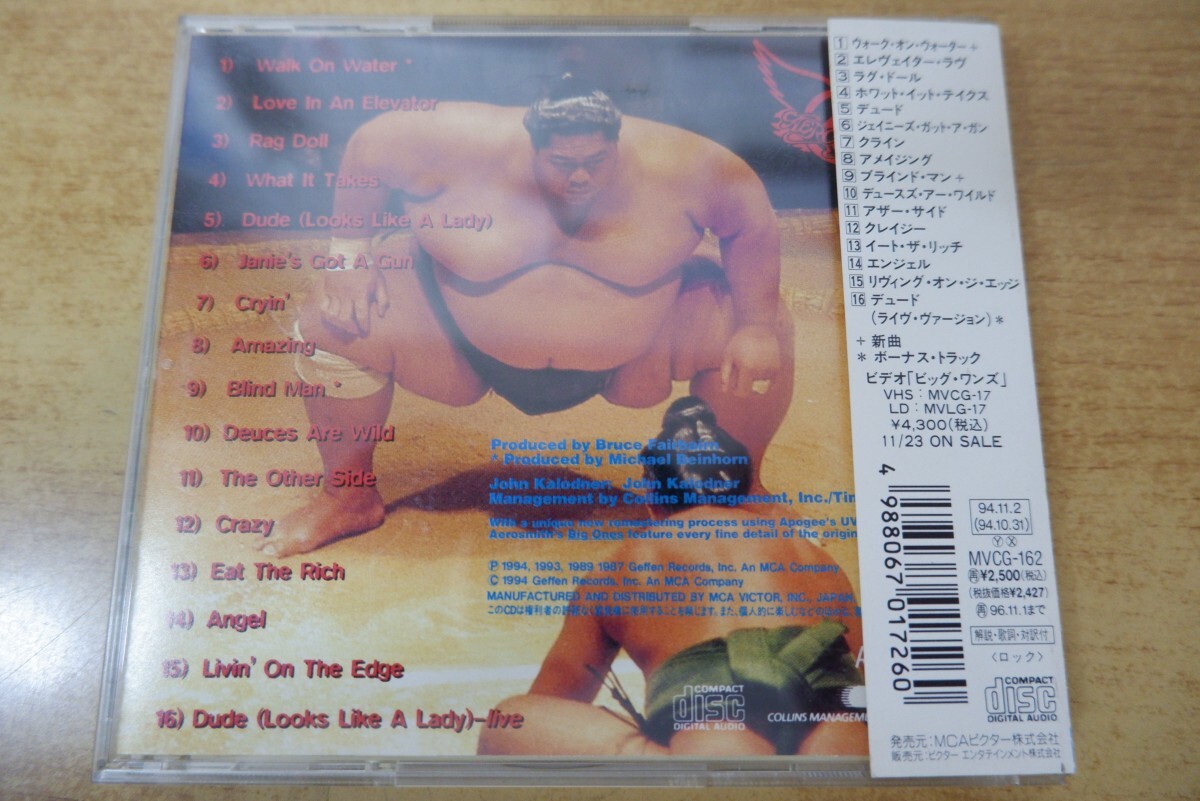 1) Walk On Water *
2) Love In An Elevator
3) Rag Doll
4) What It Takes
5) Dude (Looks Like A Lady)
6) Janie's Got A Gun
7) Cryin'
8) Amazing
9) Blind Man *
10) Deuces Are Wild
11) The Other Side
12) Crazy
13) Eat The Rich
14) Angel
15) Livin' On The Edge
16) Dude (Looks Like A Lady)–live
Produced by Bruce Fairbairn
* Produced by Michael Beinhorn
John Kalodner: John Kalodner
Management by Collins Management, Inc./Tim
With a unique new remastering process using Apogee's UV
Aerosmith's Big Ones feature every fine detail of the origin
Ⓟ 1994, 1993, 1989 1987 Geffen Records, Inc. An MCA Company
© 1994 Geffen Records, Inc. An MCA Company
MANUFACTURED AND DISTRIBUTED BY MCA VICTOR, INC., JAPAN
COMPACT
disc
DIGITAL AUDIO
COLLINS MANAGEM
1 ウォーク・オン・ウォーター +
2 エレヴェイター・ラヴ
3 ラグ・ドール
4 ホワット・イット・テイクス
5 デュード
6 ジェイニーズ・ガット・ア・ガン
7 クライン
8 アメイジング
9 ブラインド・マン +
10 デュースズ・アー・ワイルド
11 アザー・サイド
12 クレイジー
13 イート・ザ・リッチ
14 エンジェル
15 リヴィング・オン・ジ・エッジ
16 デュード
(ライヴ・ヴァージョン) *
+ 新曲
* ボーナス・トラック
ビデオ「ビッグ・ワンズ」
VHS : MVCG-17
LD : MVLG-17
¥4,300(税込)
11/23 ON SALE
4 988067 017260
94.11.2
(94.10.31)
Ⓨ Ⓧ
MVCG-162
再¥2,500(税込)
(税抜価格¥2,427)
再96.11.1まで
解説・歌詞・対訳付
〈ロック〉
COMPACT
disc
DIGITAL AUDIO
発売元:MCAビクター株式会社
販売元:ビクター エンタテインメント株式会社